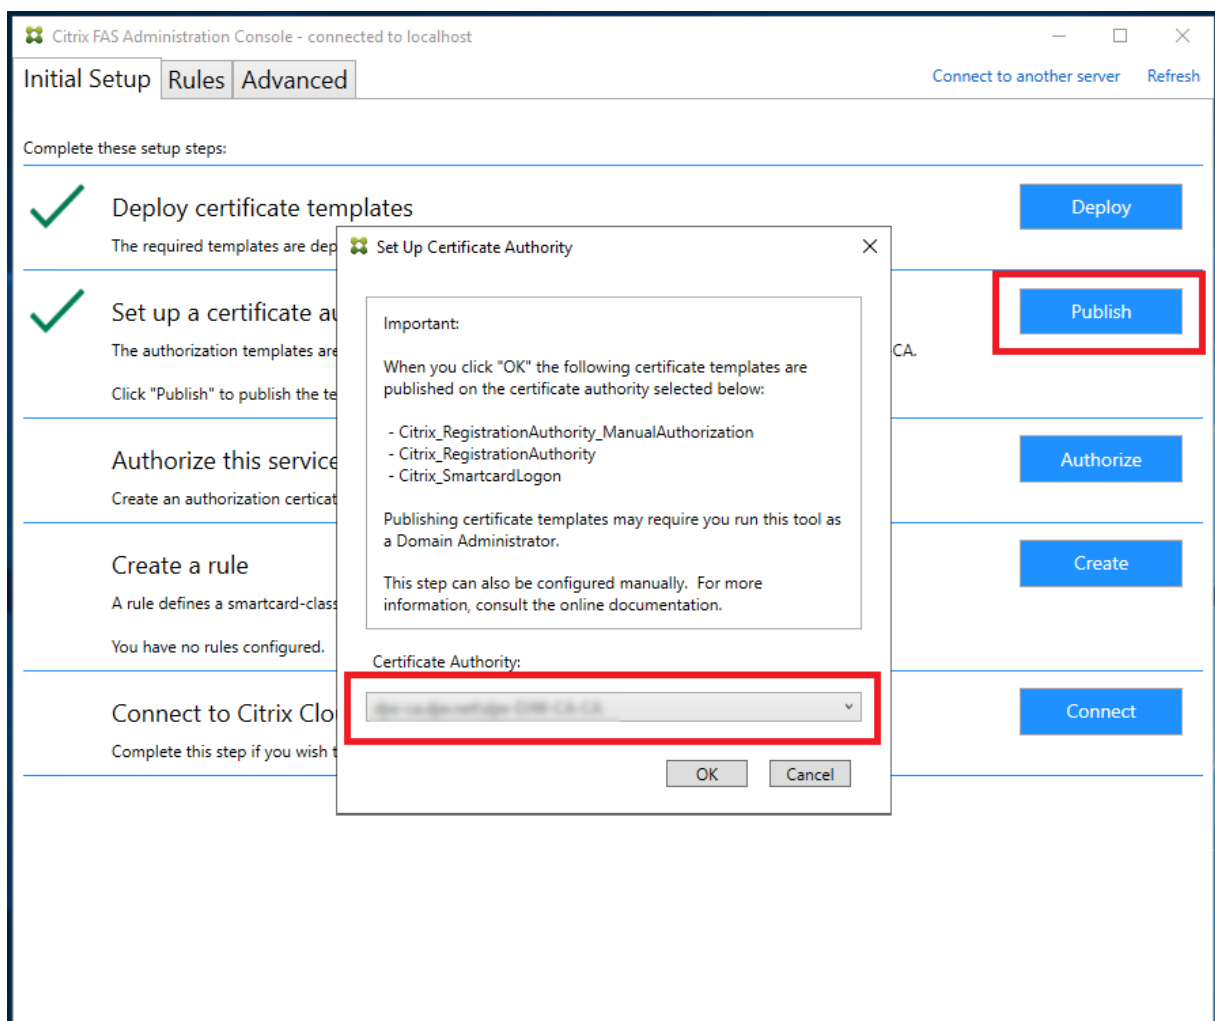 Citrix FAS Administration Console - connected to localhost
Initial Setup Rules Advanced
Connect to another server Refresh
Complete these setup steps:
Deploy certificate templates
Deploy
The required templates are dep
Set Up Certificate Authority
Set up a certificate au
Publish
The authorization templates are
CA.
Click "Publish" to publish the te
Important:
When you click "OK" the following certificate templates are
published on the certificate authority selected below:
- Citrix_RegistrationAuthority_ManualAuthorization
- Citrix_RegistrationAuthority
- Citrix_SmartcardLogon
Publishing certificate templates may require you run this tool as
a Domain Administrator.
This step can also be configured manually. For more
information, consult the online documentation.
Certificate Authority:
OK Cancel
Authorize this service
Authorize
Create an authorization certicat
Create a rule
Create
A rule defines a smartcard-class
You have no rules configured.
Connect to Citrix Clo
Connect
Complete this step if you wish t